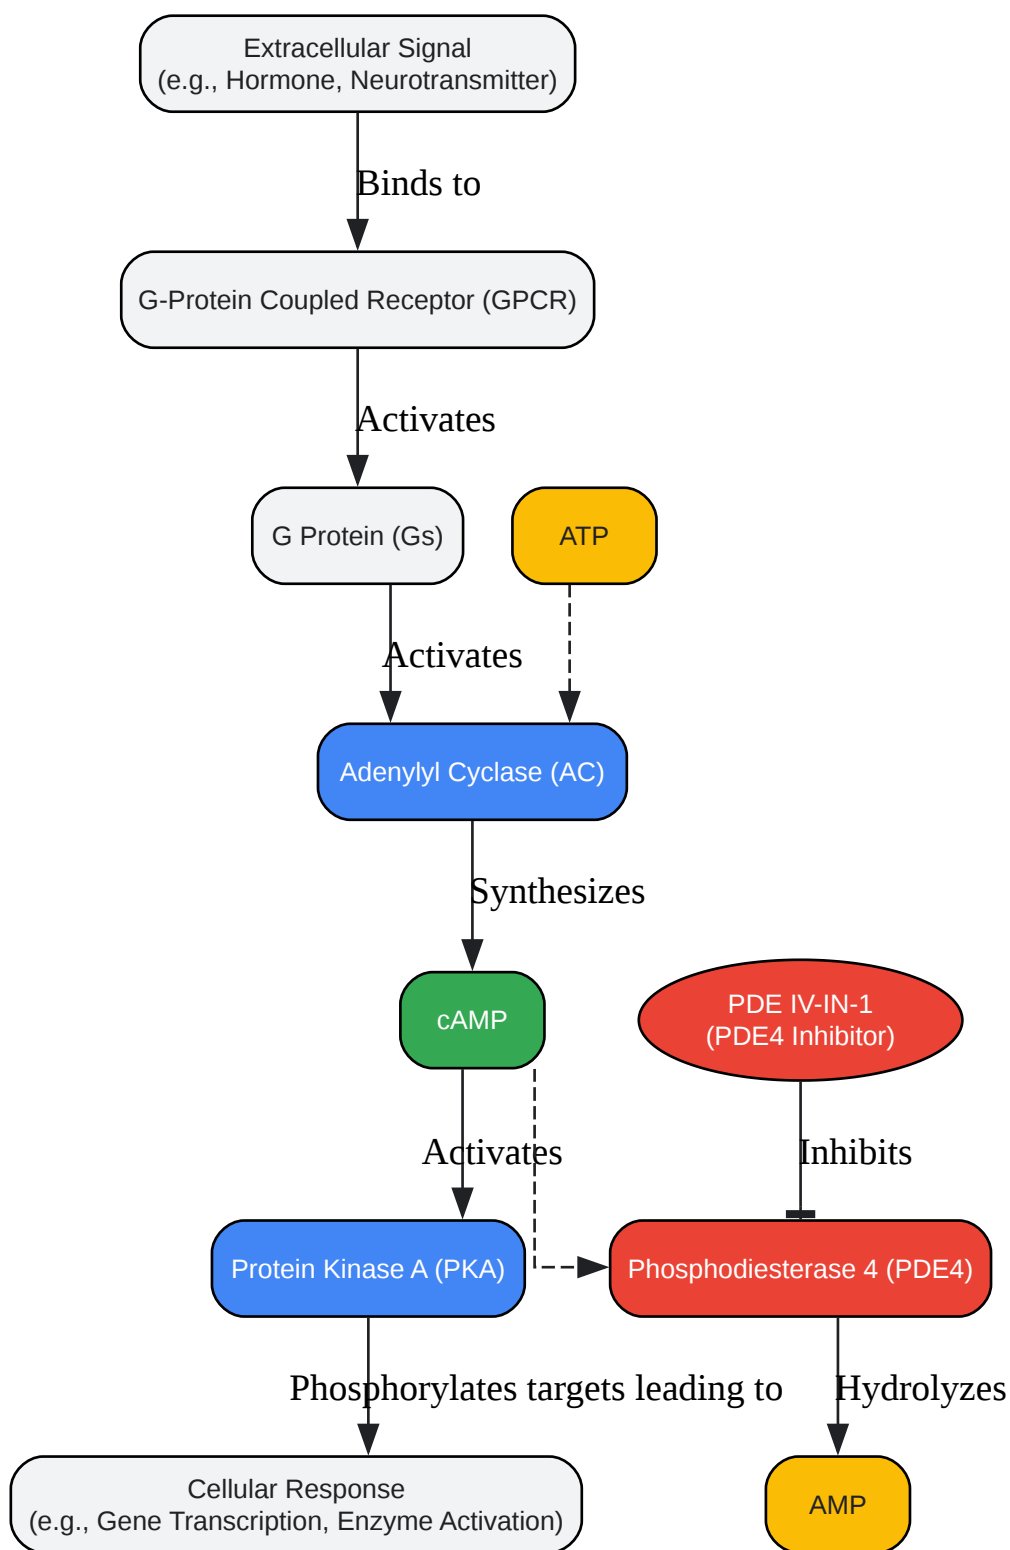 Extracellular Signal
(e.g., Hormone, Neurotransmitter)
Binds to
G-Protein Coupled Receptor (GPCR)
Activates
G Protein (Gs)
ATP
Activates
Adenylyl Cyclase (AC)
Synthesizes
cAMP
PDE IV-IN-1
(PDE4 Inhibitor)
Activates
Inhibits
Protein Kinase A (PKA)
Phosphodiesterase 4 (PDE4)
Phosphorylates targets leading to
Hydrolyzes
Cellular Response
(e.g., Gene Transcription, Enzyme Activation)
AMP